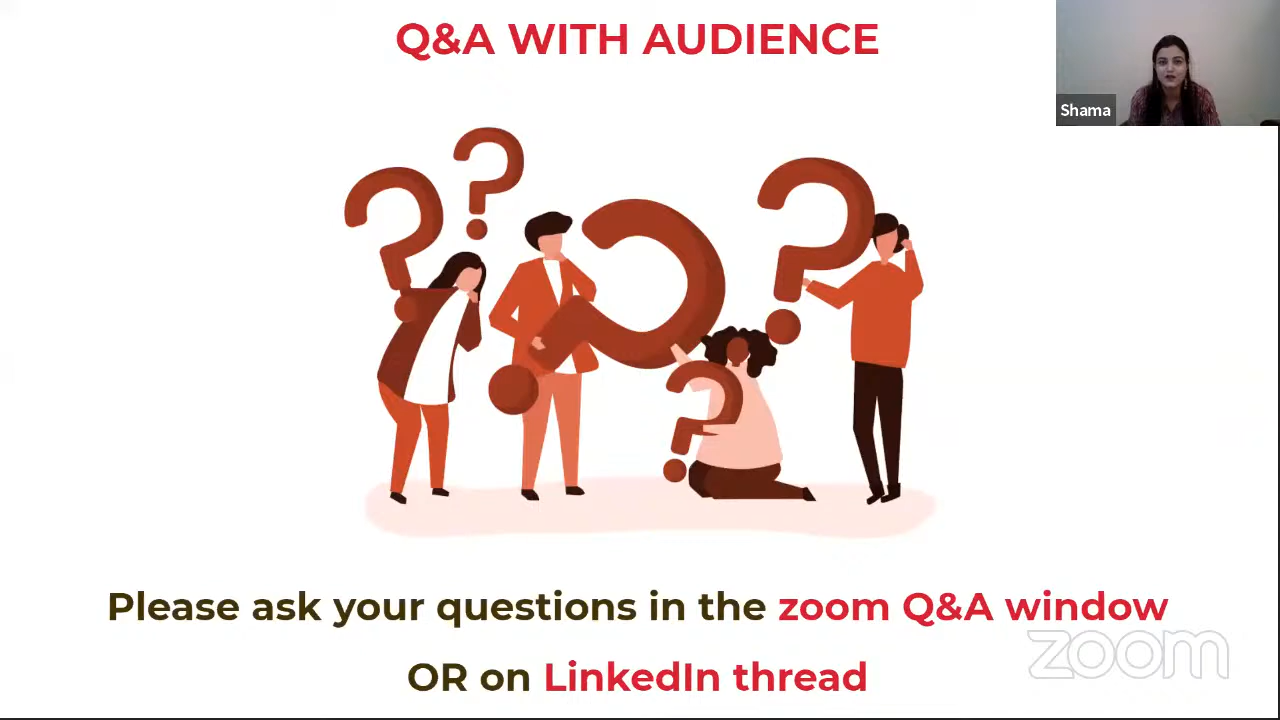 Q&A WITH AUDIENCE
Shama
Please ask your questions in the zoom Q&A window
OR on LinkedIn thread
zoom